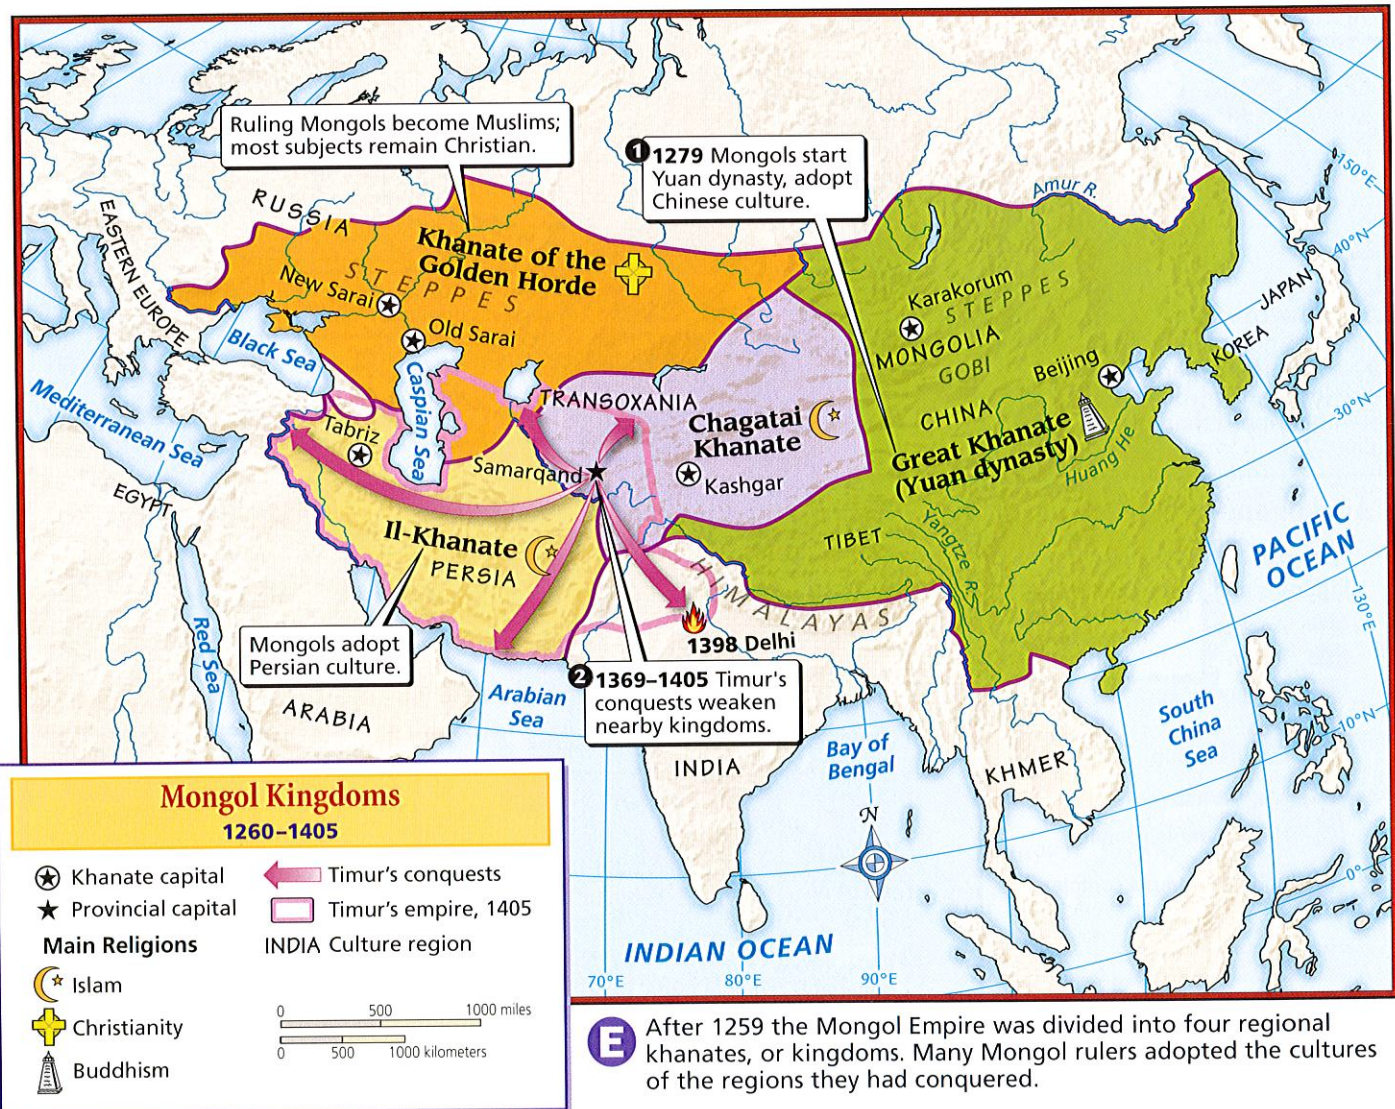 Ruling Mongols become Muslims;
most subjects remain Christian.
1 1279 Mongols start
Yuan dynasty, adopt
Chinese culture.
150°E
Amur R.
40°N
RUSSIA
EASTERN EUROPE
Khanate of the
Golden Horde
STEPPES
New Sarai
Old Sarai
Karakorum
STEPPES
MONGOLIA
GOBI
JAPAN
KOREA
Beijing
Black Sea
Caspian Sea
Mediterranean Sea
TRANSOXANIA
Chagatai
Khanate
CHINA
30°N
Great Khanate
(Yuan dynasty)
Huang He
Tabriz
Samarqand
Kashgar
EGYPT
Il-Khanate
PERSIA
TIBET
Yangtze R.
PACIFIC
OCEAN
HIMALAYAS
130°E
Red Sea
Mongols adopt
Persian culture.
1398 Delhi
2 1369–1405 Timur's
conquests weaken
nearby kingdoms.
ARABIA
Arabian
Sea
South
China
Sea
10°N
Bay of
Bengal
INDIA
KHMER
N
0°
INDIAN OCEAN
70°E
80°E
90°E
Mongol Kingdoms
1260–1405
Khanate capital
Provincial capital
Main Religions
Islam
Christianity
Buddhism
Timur's conquests
Timur's empire, 1405
INDIA Culture region
0 500 1000 miles
0 500 1000 kilometers
E After 1259 the Mongol Empire was divided into four regional
khanates, or kingdoms. Many Mongol rulers adopted the cultures
of the regions they had conquered.